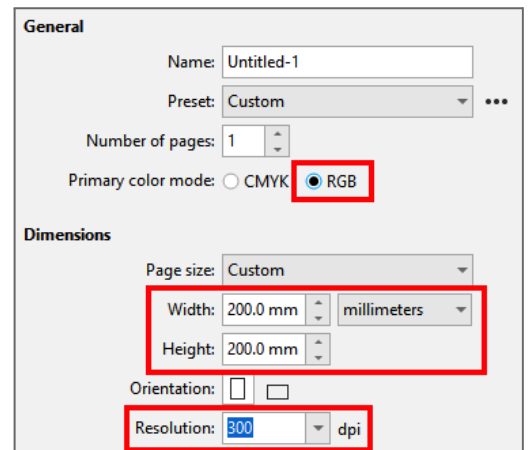 General
Name: Untitled-1
Preset: Custom
Number of pages: 1
Primary color mode: CMYK RGB
Dimensions
Page size: Custom
Width: 200.0 mm millimeters
Height: 200.0 mm
Orientation:
Resolution: 300 dpi